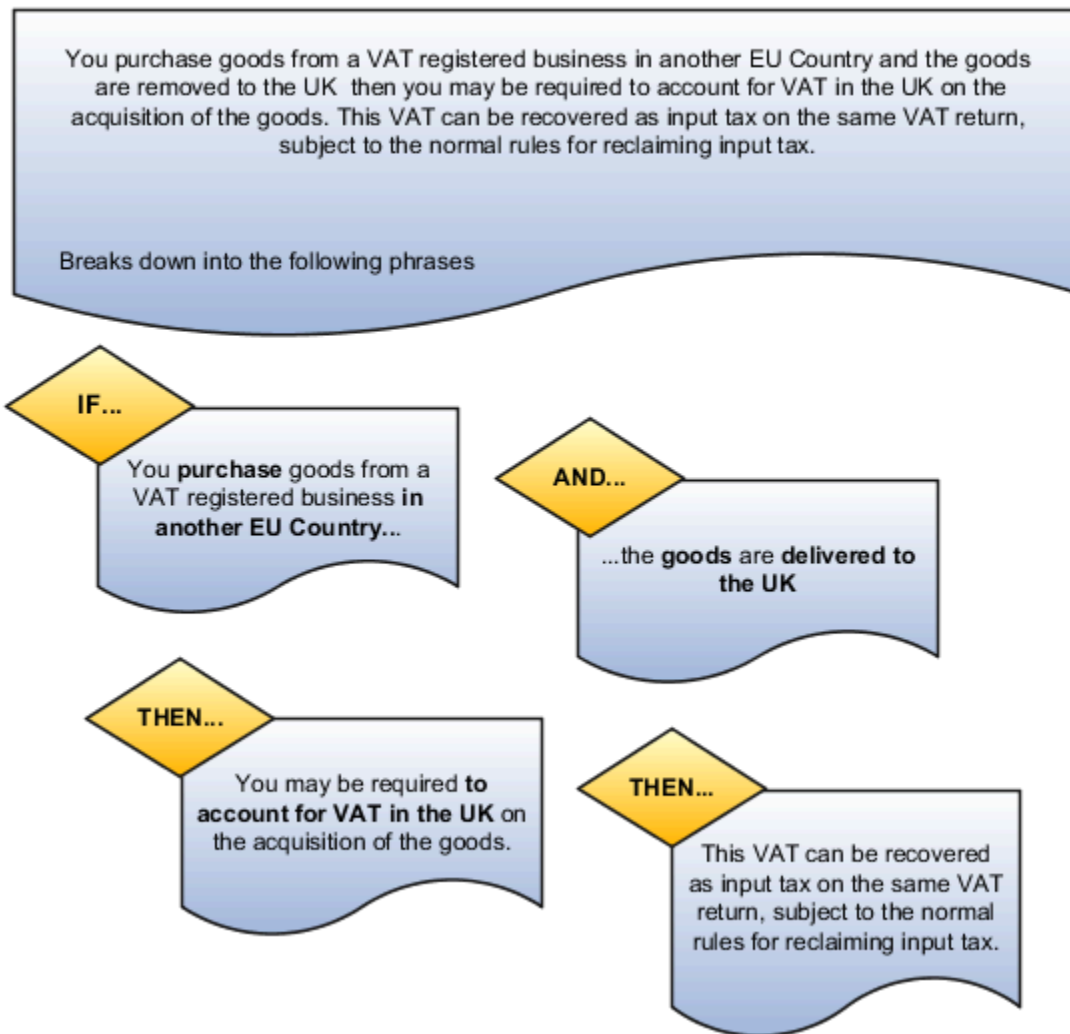 You purchase goods from a VAT registered business in another EU Country and the goods
are removed to the UK  then you may be required to account for VAT in the UK on the
acquisition of the goods. This VAT can be recovered as input tax on the same VAT return,
subject to the normal rules for reclaiming input tax.
Breaks down into the following phrases
IF...
You purchase goods from a
VAT registered business in
another EU Country...
AND...
...the goods are delivered to
the UK
THEN...
You may be required to
account for VAT in the UK on
the acquisition of the goods.
THEN...
This VAT can be recovered
as input tax on the same VAT
return, subject to the normal
rules for reclaiming input tax.